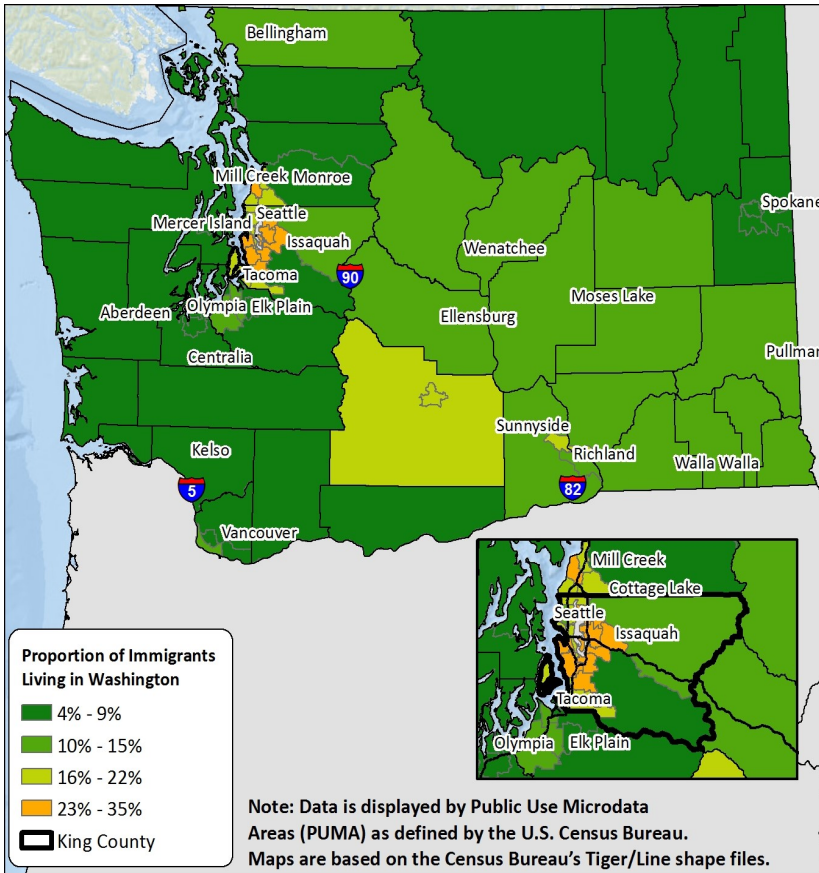 Bellingham
Mill Creek
Monroe
Spokane
Mercer Island
Seattle
Issaquah
Wenatchee
Tacoma
90
Moses Lake
Aberdeen
Olympia
Elk Plain
Ellensburg
Centralia
Pullman
Sunnyside
Kelso
Richland
Walla Walla
5
82
Vancouver
Mill Creek
Cottage Lake
Seattle
Issaquah
Tacoma
Olympia
Elk Plain
Proportion of Immigrants
Living in Washington
4% - 9%
10% - 15%
16% - 22%
23% - 35%
King County
Note: Data is displayed by Public Use Microdata
Areas (PUMA) as defined by the U.S. Census Bureau.
Maps are based on the Census Bureau's Tiger/Line shape files.